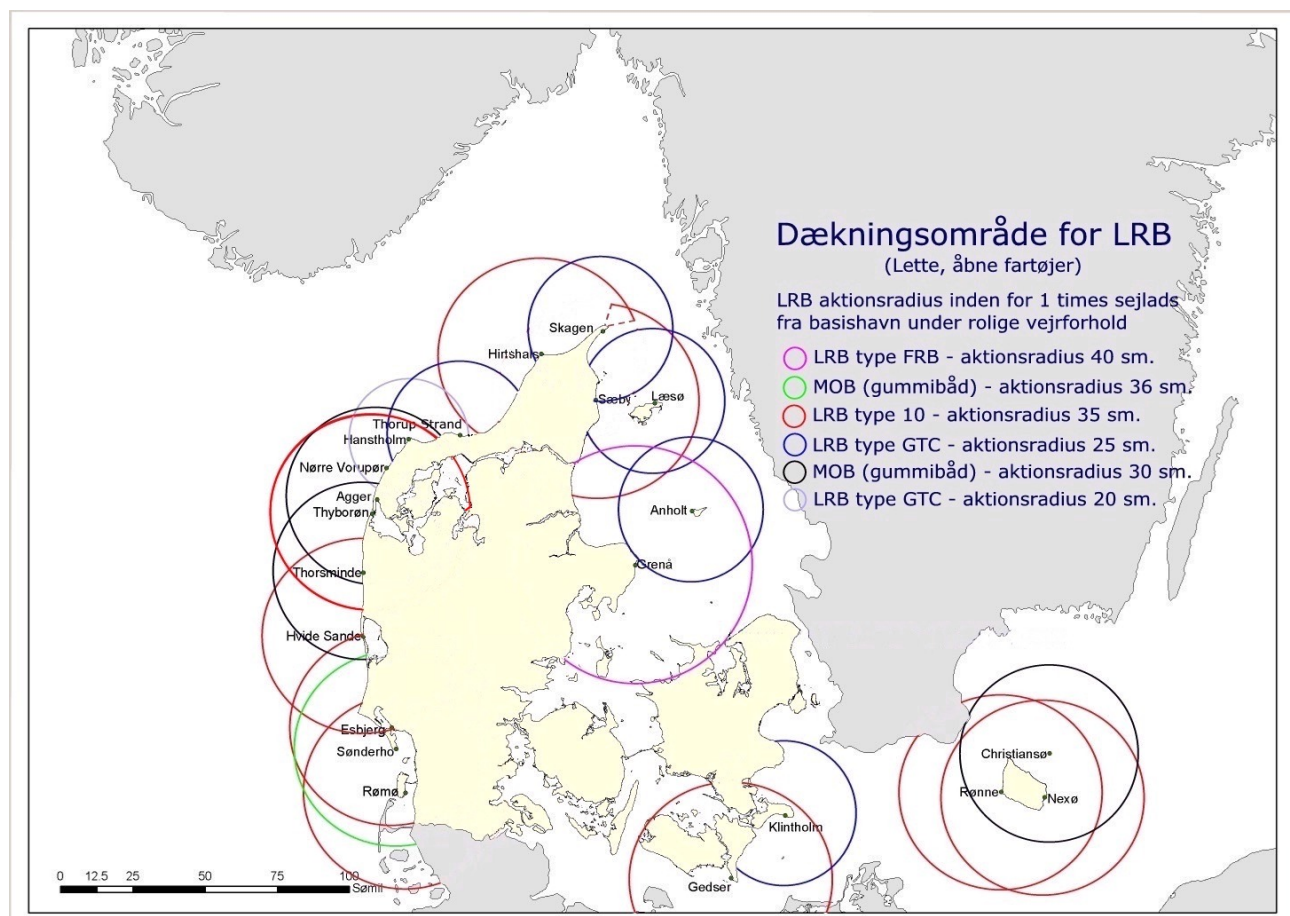 Dækningsområde for LRB
(Lette, åbne fartøjer)
LRB aktionsradius inden for 1 times sejlads
fra basishavn under rolige vejrforhold
LRB type FRB - aktionsradius 40 sm.
MOB (gummibåd) - aktionsradius 36 sm.
LRB type 10 - aktionsradius 35 sm.
LRB type GTC - aktionsradius 25 sm.
MOB (gummibåd) - aktionsradius 30 sm.
LRB type GTC - aktionsradius 20 sm.
Skagen
Hirtshals
Sæby
Læsø
Thorup Strand
Hanstholm
Nørre Vorupør
Agger
Thyborøn
Anholt
Grenå
Thorsminde
Hvide Sande
Esbjerg
Sønderho
Rømø
Christiansø
Rønne
Nexø
Klintholm
Gedser
0 12.5 25 50 75 100
Sømil